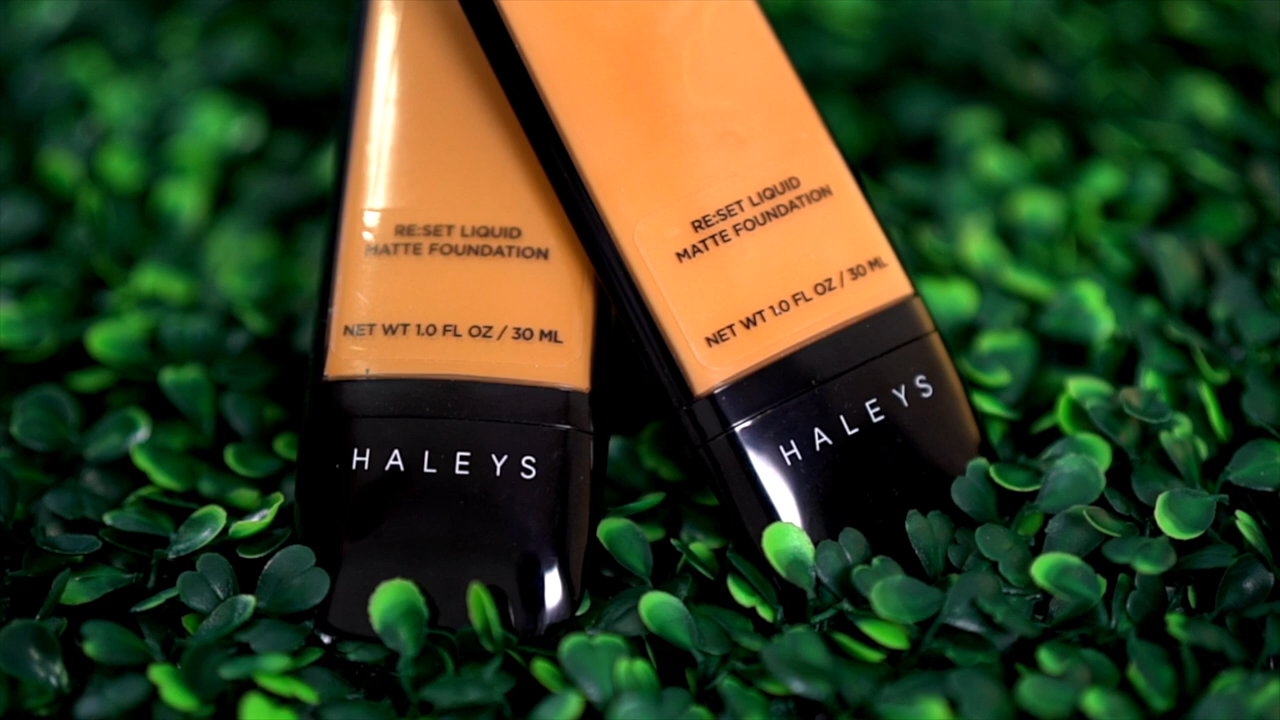 RE:SET LIQUID
MATTE FOUNDATION
NET WT 1.0 FL OZ / 30 ML
HALEYS
RE:SET LIQUID
MATTE FOUNDATION
NET WT 1.0 FL OZ / 30 ML
HALEYS